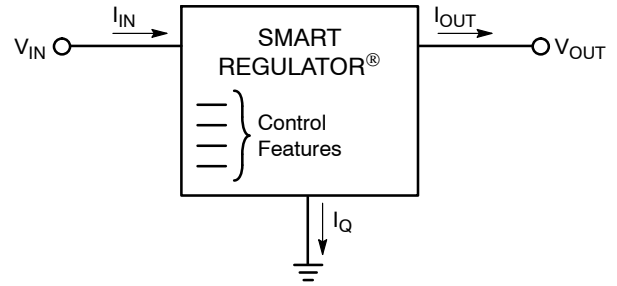 I_IN
I_OUT
V_IN
SMART
REGULATOR®
V_OUT
Control
Features
I_Q